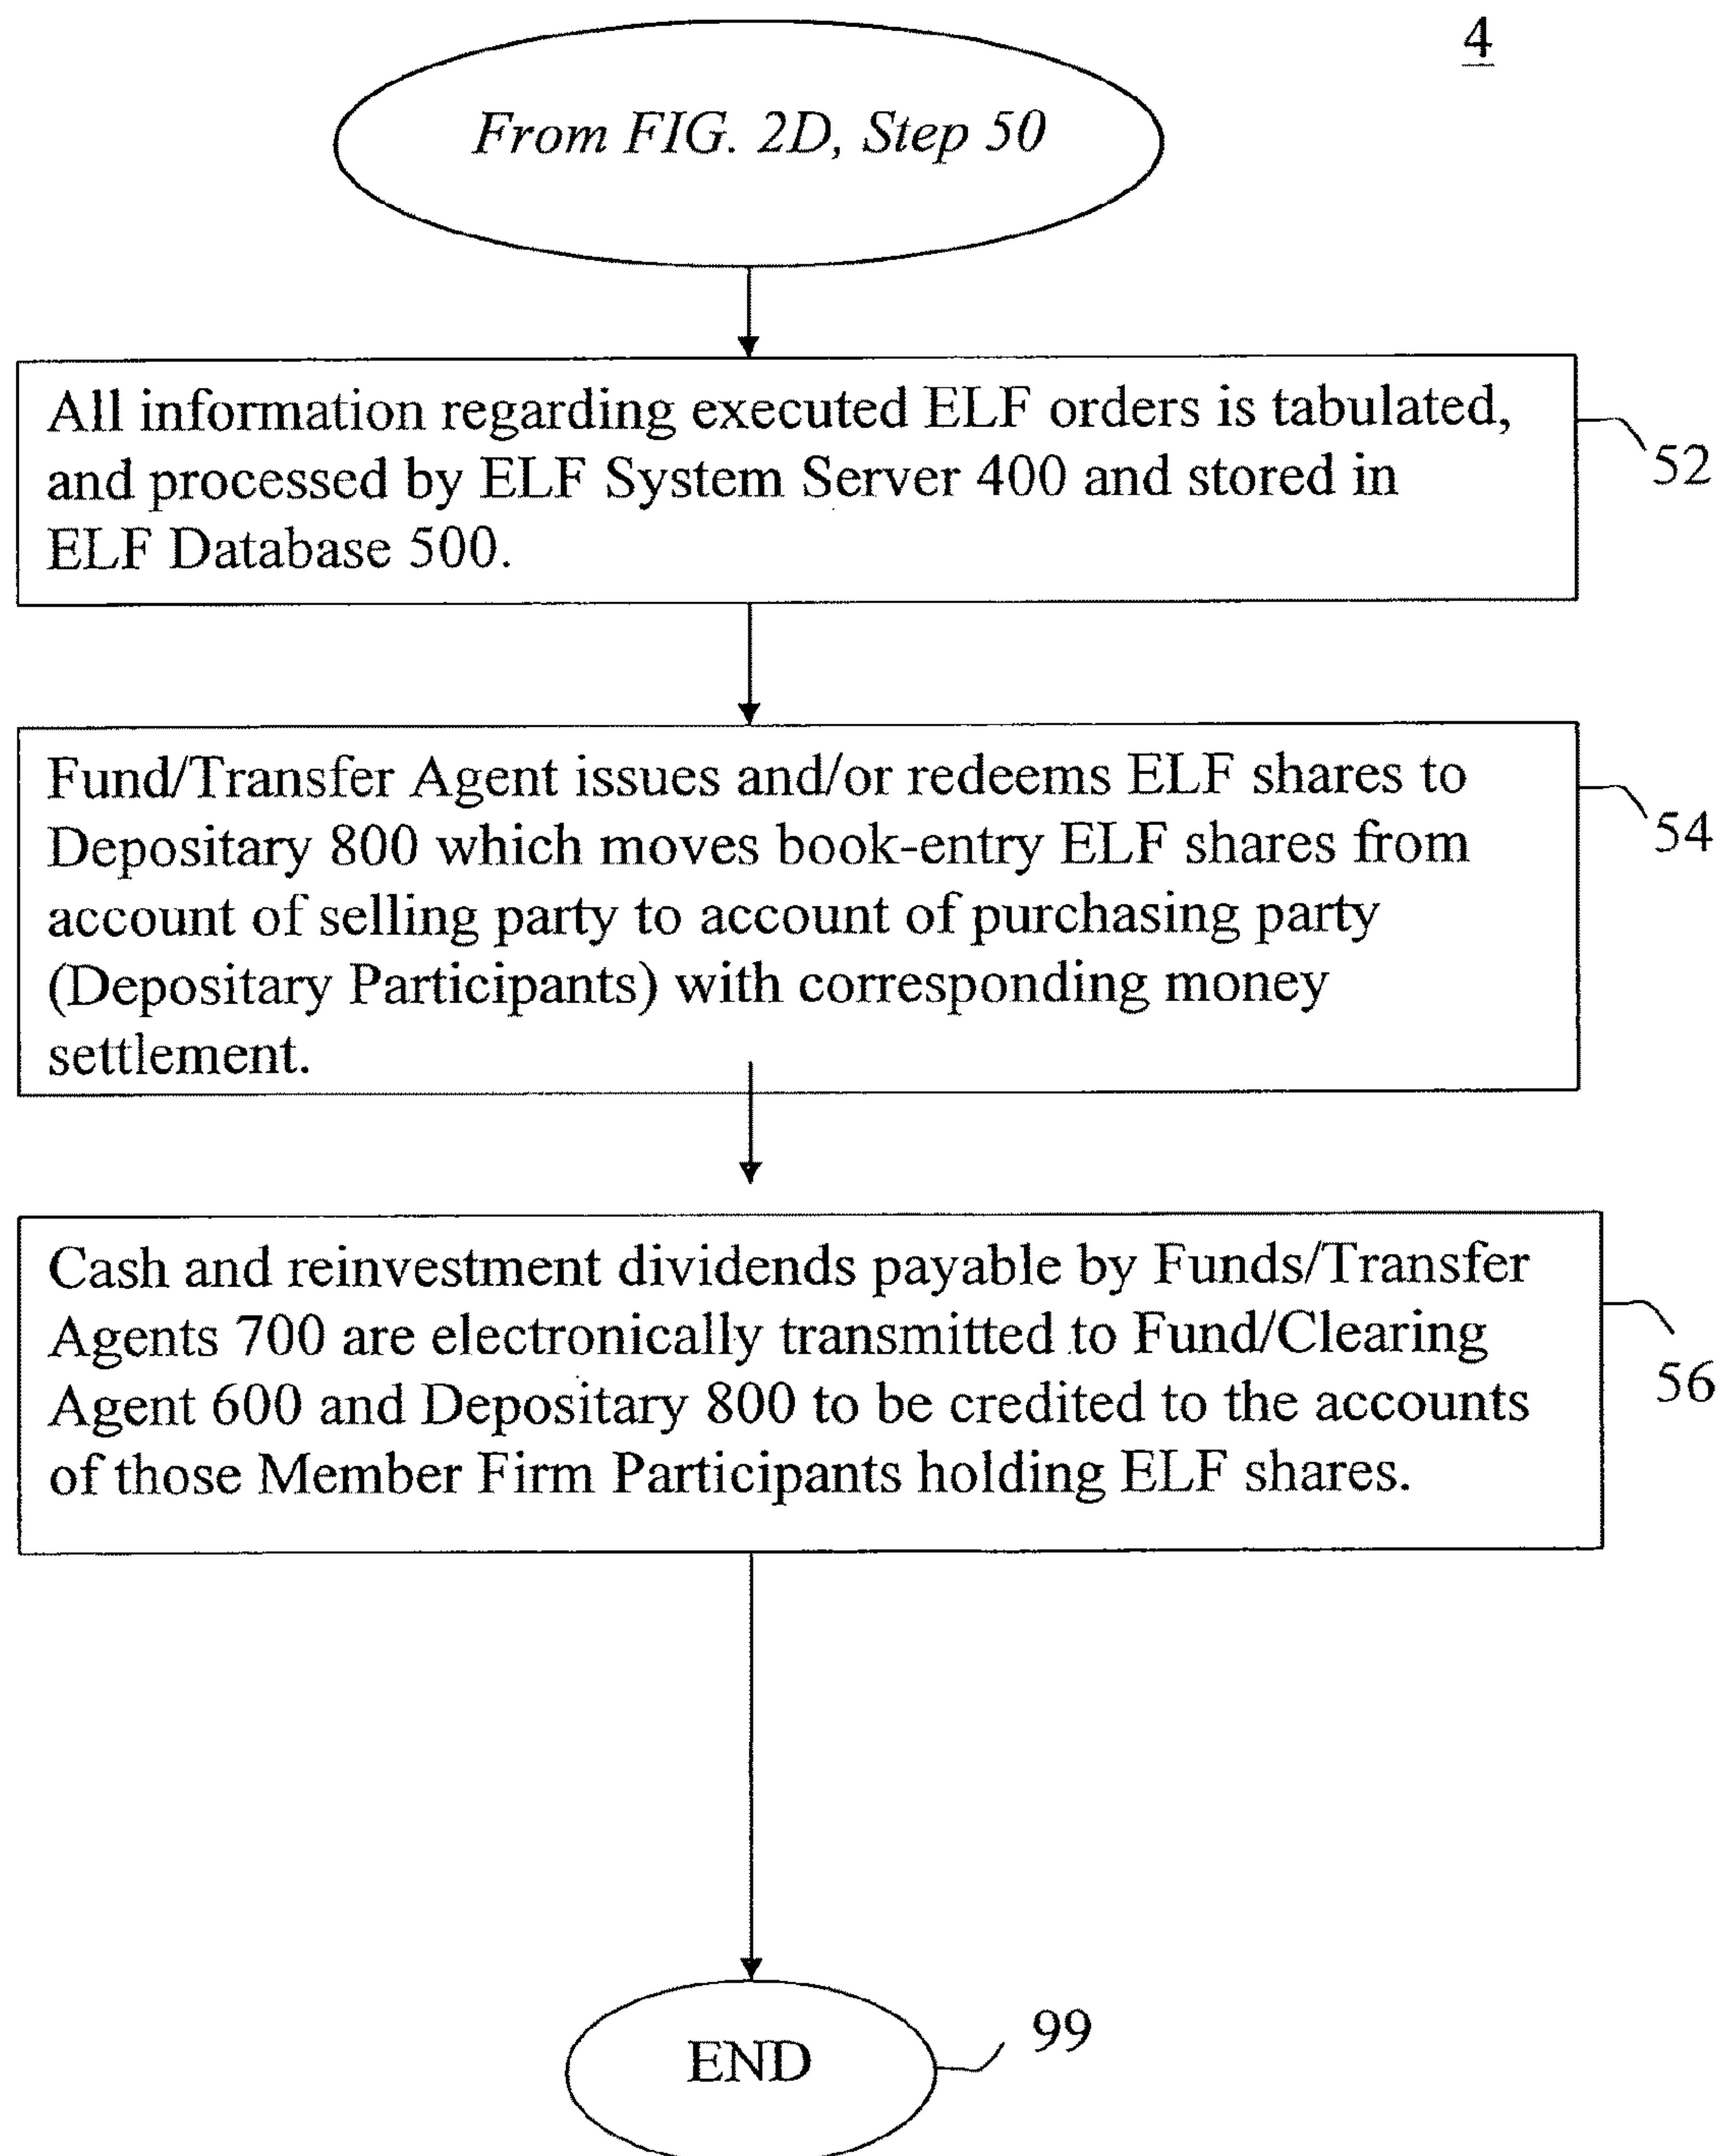 4
From FIG. 2D, Step 50
All information regarding executed ELF orders is tabulated,
and processed by ELF System Server 400 and stored in
ELF Database 500.
52
Fund/Transfer Agent issues and/or redeems ELF shares to
Depositary 800 which moves book-entry ELF shares from
account of selling party to account of purchasing party
(Depositary Participants) with corresponding money
settlement.
54
Cash and reinvestment dividends payable by Funds/Transfer
Agents 700 are electronically transmitted to Fund/Clearing
Agent 600 and Depositary 800 to be credited to the accounts
of those Member Firm Participants holding ELF shares.
56
END
99